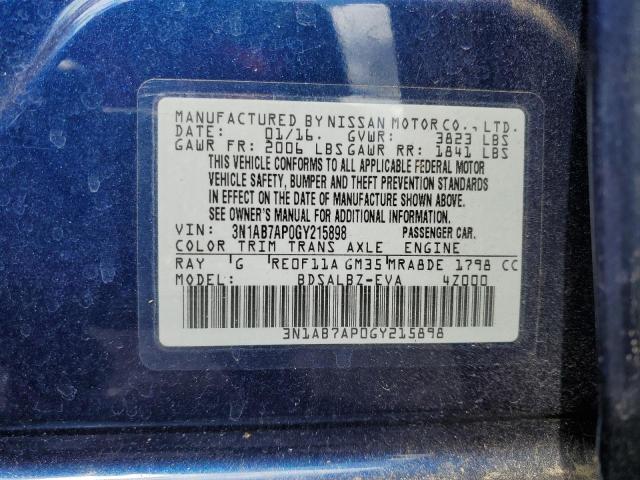 MANUFACTURED BY NISSAN MOTOR CO., LTD.
DATE: 01/16. GVWR: 3823 LBS
GAWR FR: 2006 LBS GAWR RR: 1841 LBS
THIS VEHICLE CONFORMS TO ALL APPLICABLE FEDERAL MOTOR
VEHICLE SAFETY, BUMPER AND THEFT PREVENTION STANDARDS
IN EFFECT ON THE DATE OF MANUFACTURE SHOWN ABOVE.
SEE OWNER'S MANUAL FOR ADDITIONAL INFORMATION.
VIN: 3N1AB7AP0GY215898 PASSENGER CAR.
COLOR TRIM TRANS AXLE ENGINE
RAY G RE0F11A GM35 MRA8DE 1798 CC
MODEL: BDSALBZ-EVA 4Z000
3N1AB7AP0GY215898